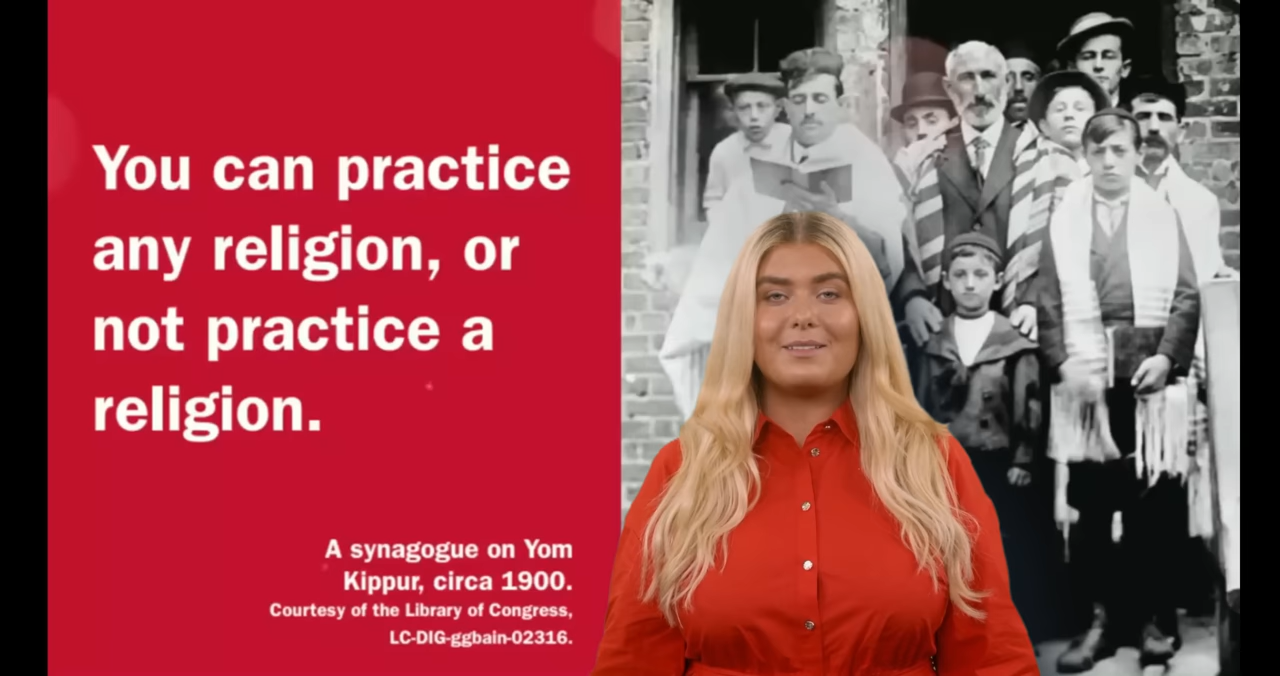 You can practice
any religion, or
not practice a
religion.
A synagogue on Yom
Kippur, circa 1900.
Courtesy of the Library of Congress,
LC-DIG-ggbain-02316.